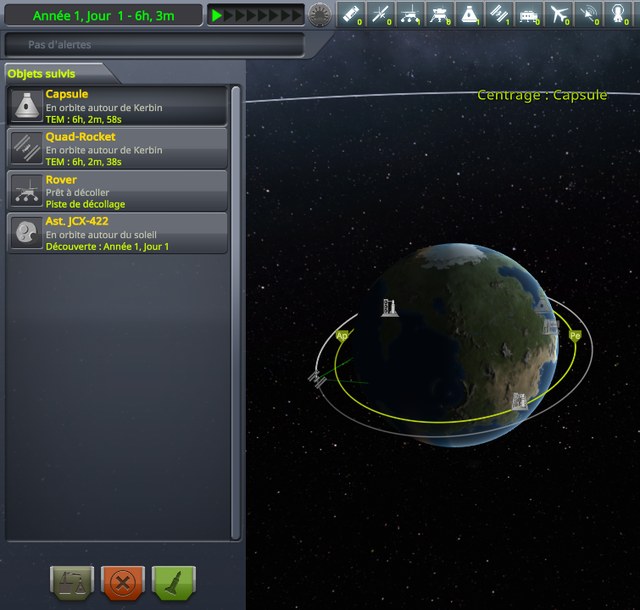 Année 1, Jour 1 - 6h, 3m
Pas d'alertes
Objets suivis
Capsule
En orbite autour de Kerbin
TEM : 6h, 2m, 58s
Quad-Rocket
En orbite autour de Kerbin
TEM : 6h, 2m, 38s
Rover
Prêt à décoller
Piste de décollage
Ast. JCX-422
En orbite autour du soleil
Découverte : Année 1, Jour 1
Centrage : Capsule
Ap
Pe